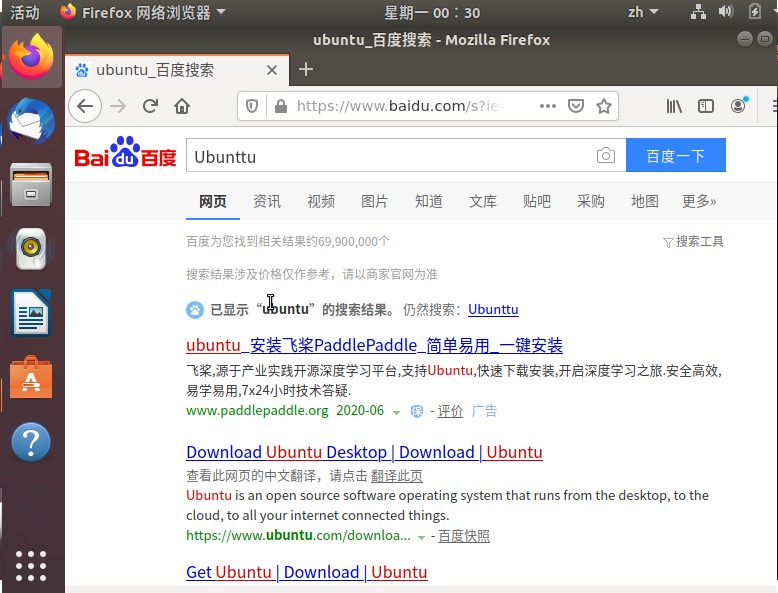 活动 Firefox 网络浏览器 星期一 00：30 zh
ubuntu_百度搜索 - Mozilla Firefox
ubuntu_百度搜索
https://www.baidu.com/s?ie
Bai du 百度 Ubunttu 百度一下
网页 资讯 视频 图片 知道 文库 贴吧 采购 地图 更多»
百度为您找到相关结果约69,900,000个 搜索工具
搜索结果涉及价格仅作参考，请以商家官网为准
已显示“ubuntu”的搜索结果。 仍然搜索：Ubunttu
ubuntu_安装飞桨PaddlePaddle_简单易用_一键安装
飞桨,源于产业实践开源深度学习平台,支持Ubuntu,快速下载安装,开启深度学习之旅.安全高效,
易学易用,7x24小时技术答疑.
www.paddlepaddle.org 2020-06 保 - 评价 广告
Download Ubuntu Desktop | Download | Ubuntu
查看此网页的中文翻译，请点击 翻译此页
Ubuntu is an open source software operating system that runs from the desktop, to the
cloud, to all your internet connected things.
https://www.ubuntu.com/downloa... - 百度快照
Get Ubuntu | Download | Ubuntu